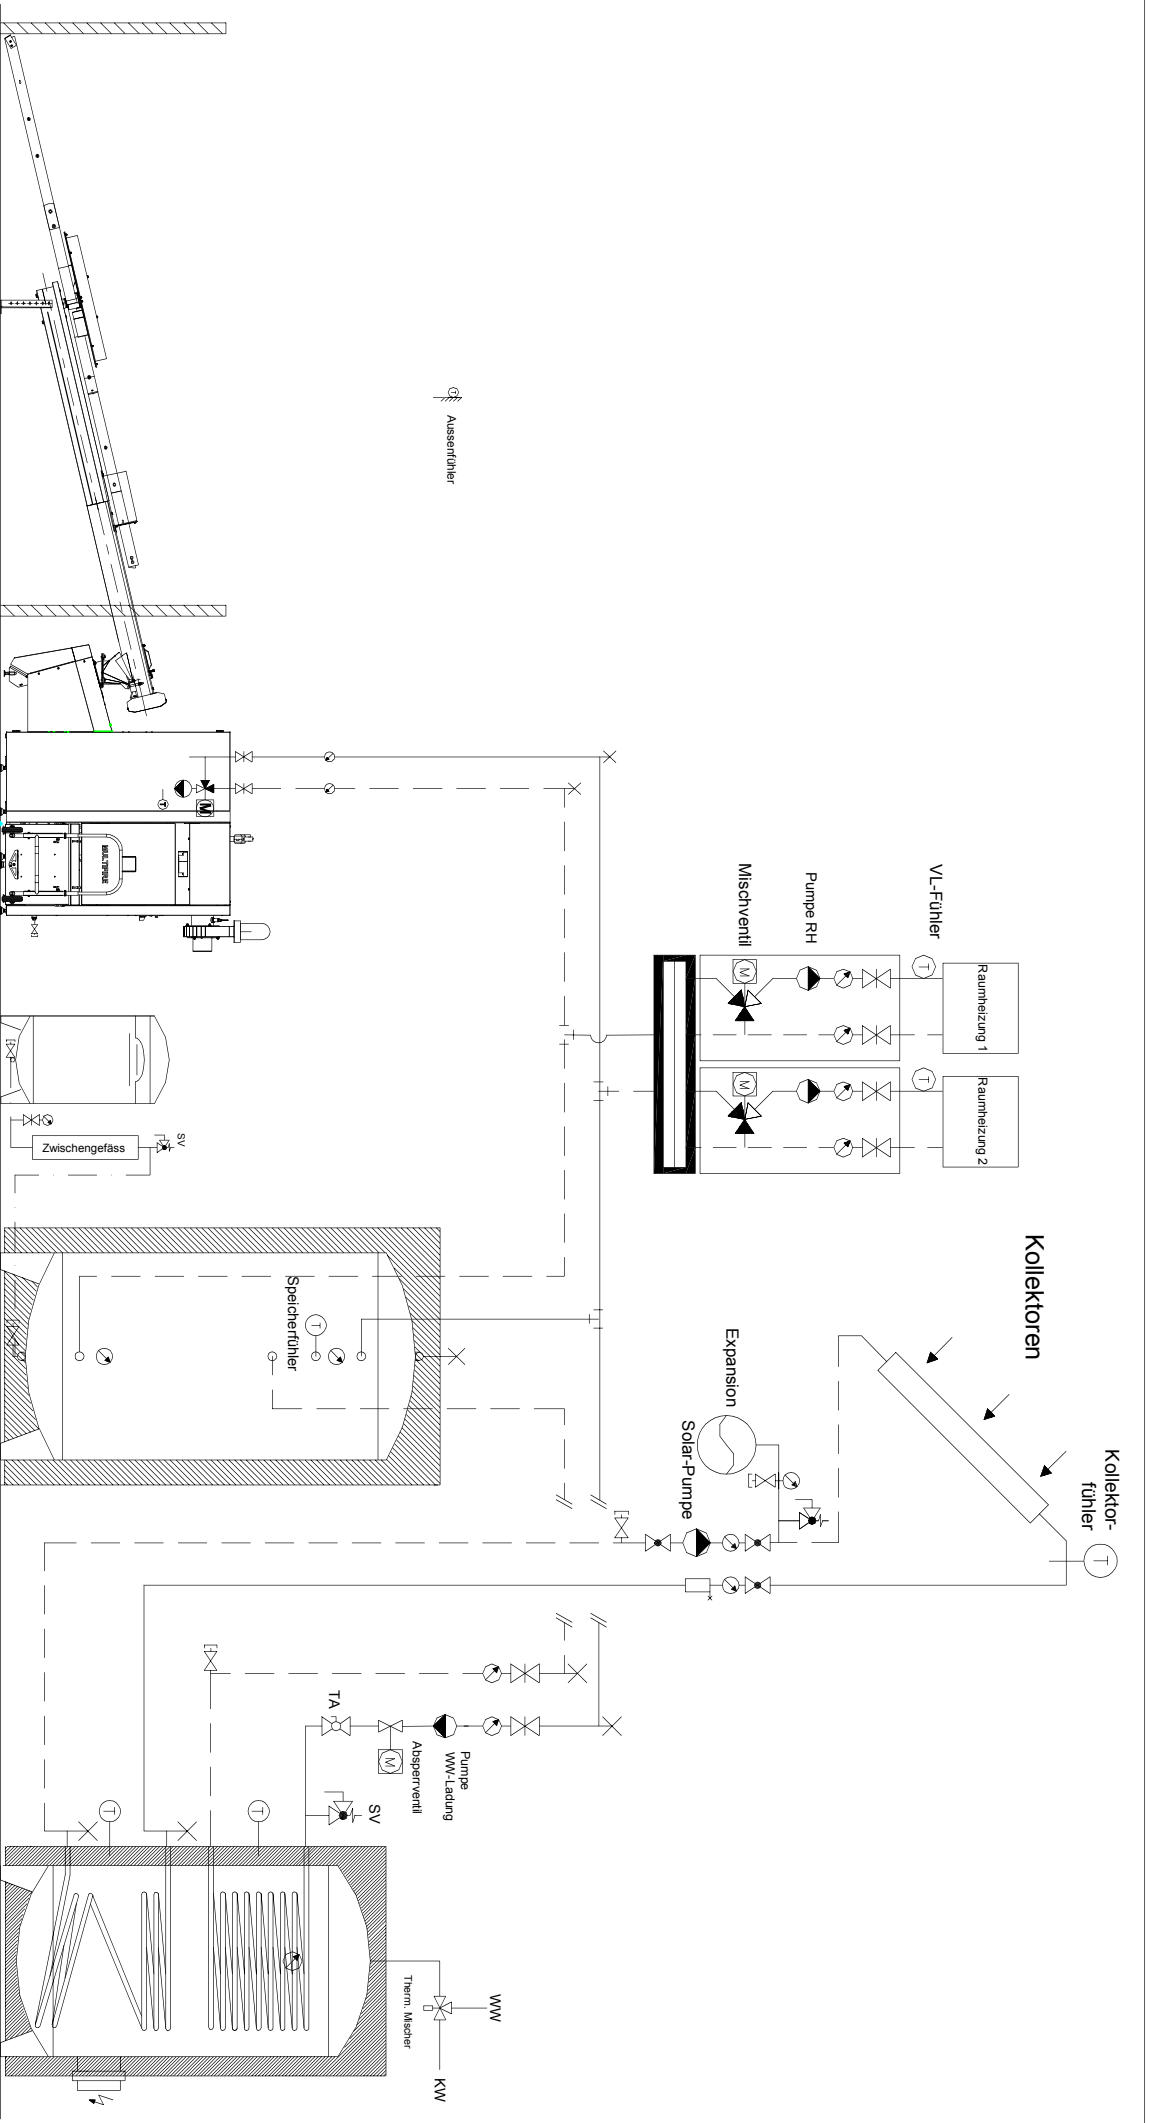 Aussenfühler
VL-Fühler
Pumpe RH
Mischventil
Raumheizung 1
Raumheizung 2
T
T
T
M
M
M
T
MULTIFIRE
SV
Zwischengefäss
Kollektoren
Kollektor-
fühler
T
Expansion
Solar-Pumpe
Speicherfühler
T
TA
M
Absperrventil
Pumpe
WW-Ladung
SV
T
T
Therm. Mischer
WW
KW